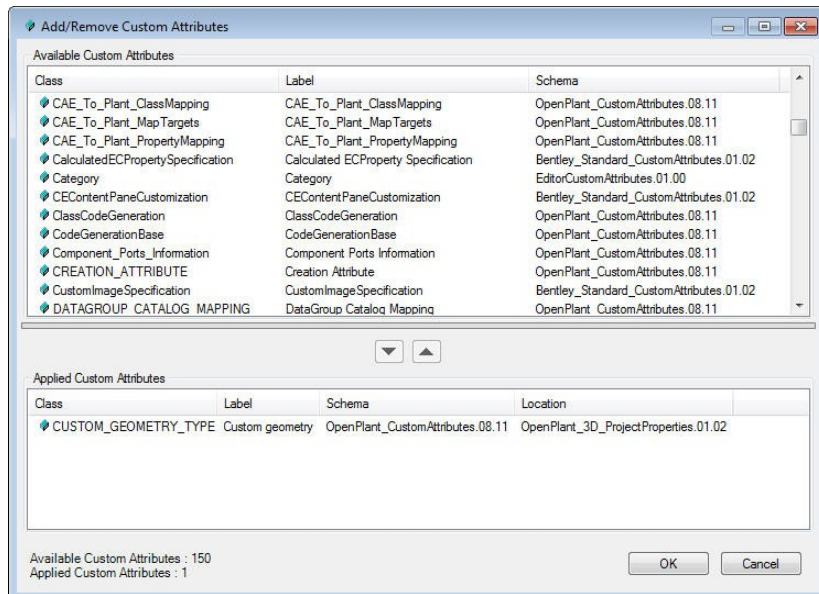 Add/Remove Custom Attributes
Available Custom Attributes
Class Label Schema
CAE_To_Plant_ClassMapping CAE_To_Plant_ClassMapping OpenPlant_CustomAttributes.08.11
CAE_To_Plant_MapTargets CAE_To_Plant_MapTargets OpenPlant_CustomAttributes.08.11
CAE_To_Plant_PropertyMapping CAE_To_Plant_PropertyMapping OpenPlant_CustomAttributes.08.11
CalculatedECPropertySpecification Calculated ECProperty Specification Bentley_Standard_CustomAttributes.01.02
Category Category EditorCustomAttributes.01.00
CEContentPaneCustomization CEContentPaneCustomization Bentley_Standard_CustomAttributes.01.02
ClassCodeGeneration ClassCodeGeneration OpenPlant_CustomAttributes.08.11
CodeGenerationBase CodeGenerationBase OpenPlant_CustomAttributes.08.11
Component_Ports_Information Component Ports Information OpenPlant_CustomAttributes.08.11
CREATION_ATTRIBUTE Creation Attribute OpenPlant_CustomAttributes.08.11
CustomImageSpecification CustomImageSpecification Bentley_Standard_CustomAttributes.01.02
DATAGROUP_CATALOG_MAPPING DataGroup Catalog Mapping OpenPlant_CustomAttributes.08.11
Applied Custom Attributes
Class Label Schema Location
CUSTOM_GEOMETRY_TYPE Custom geometry OpenPlant_CustomAttributes.08.11 OpenPlant_3D_ProjectProperties.01.02
Available Custom Attributes : 150
Applied Custom Attributes : 1
OK Cancel